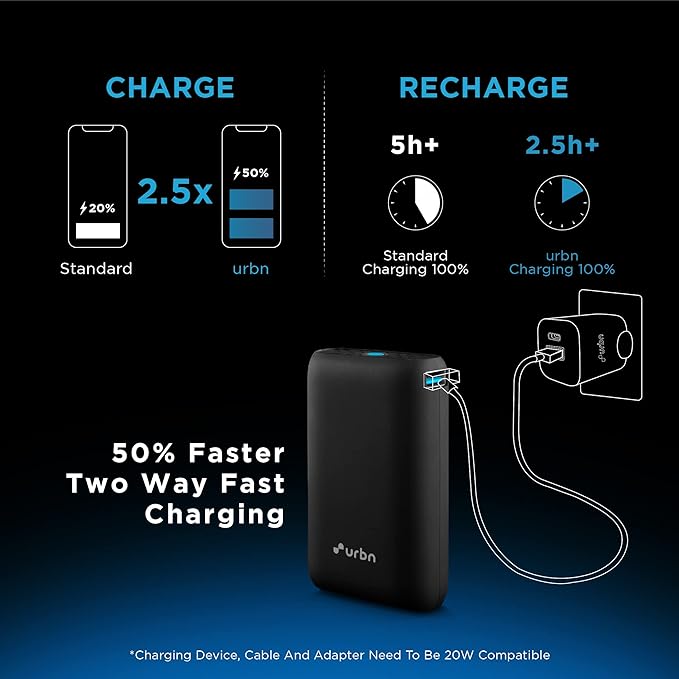 CHARGE
20%
Standard
2.5x
50%
urbn
RECHARGE
5h+
Standard
Charging 100%
2.5h+
urbn
Charging 100%
urbn
50% Faster
Two Way Fast
Charging
urbn
*Charging Device, Cable And Adapter Need To Be 20W Compatible